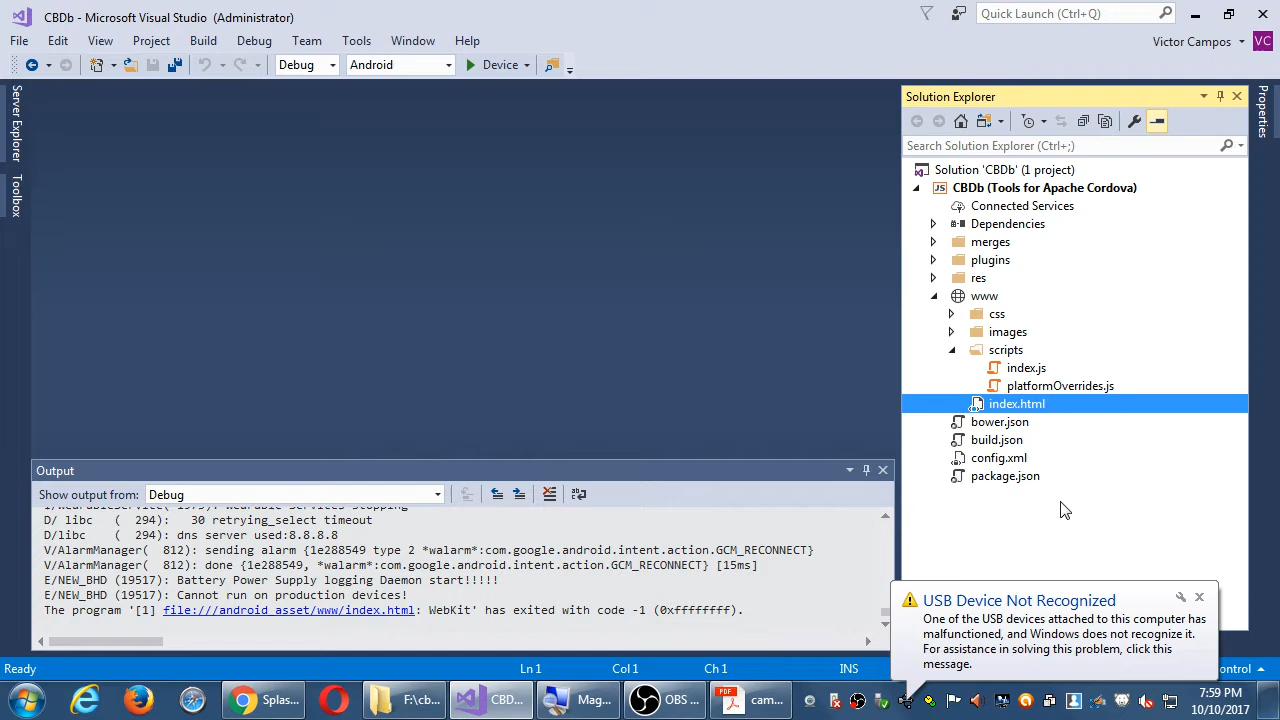 CBDb - Microsoft Visual Studio (Administrator)
Quick Launch (Ctrl+Q)
File Edit View Project Build Debug Team Tools Window Help
Victor Campos VC
Debug Android Device
Server Explorer
Toolbox
Properties
Solution Explorer
Search Solution Explorer (Ctrl+;)
Solution 'CBDb' (1 project)
JS CBDb (Tools for Apache Cordova)
Connected Services
Dependencies
merges
plugins
res
www
css
images
scripts
index.js
platformOverrides.js
index.html
bower.json
build.json
config.xml
package.json
Output
Show output from: Debug
D/ libc ( 294): 30 retrying_select timeout
D/libc ( 294): dns server used:8.8.8.8
V/AlarmManager( 812): sending alarm {1e288549 type 2 *walarm*:com.google.android.intent.action.GCM_RECONNECT}
V/AlarmManager( 812): done {1e288549, *walarm*:com.google.android.intent.action.GCM_RECONNECT} [15ms]
E/NEW_BHD (19517): Battery Power Supply logging Daemon start!!!!!
E/NEW_BHD (19517): Cannot run on production devices!
The program '[1] file:///android_asset/www/index.html: WebKit' has exited with code -1 (0xffffffff).
USB Device Not Recognized
One of the USB devices attached to this computer has
malfunctioned, and Windows does not recognize it.
For assistance in solving this problem, click this
message.
Ready Ln 1 Col 1 Ch 1 INS ontrol
Splas... F:\cb... CBD... Mag... OBS ... PDF cam...
7:59 PM
10/10/2017